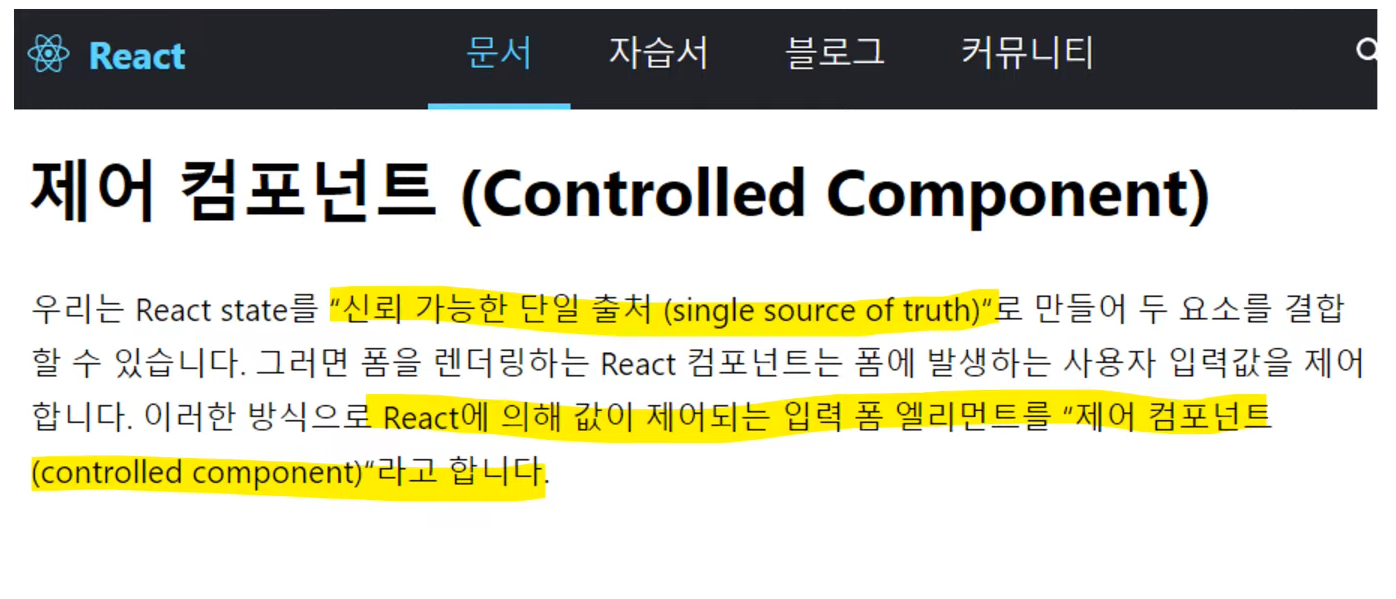 React 문서 자습서 블로그 커뮤니티
제어 컴포넌트 (Controlled Component)
우리는 React state를 “신뢰 가능한 단일 출처 (single source of truth)“로 만들어 두 요소를 결합
할 수 있습니다. 그러면 폼을 렌더링하는 React 컴포넌트는 폼에 발생하는 사용자 입력값을 제어
합니다. 이러한 방식으로 React에 의해 값이 제어되는 입력 폼 엘리먼트를 “제어 컴포넌트
(controlled component)“라고 합니다.